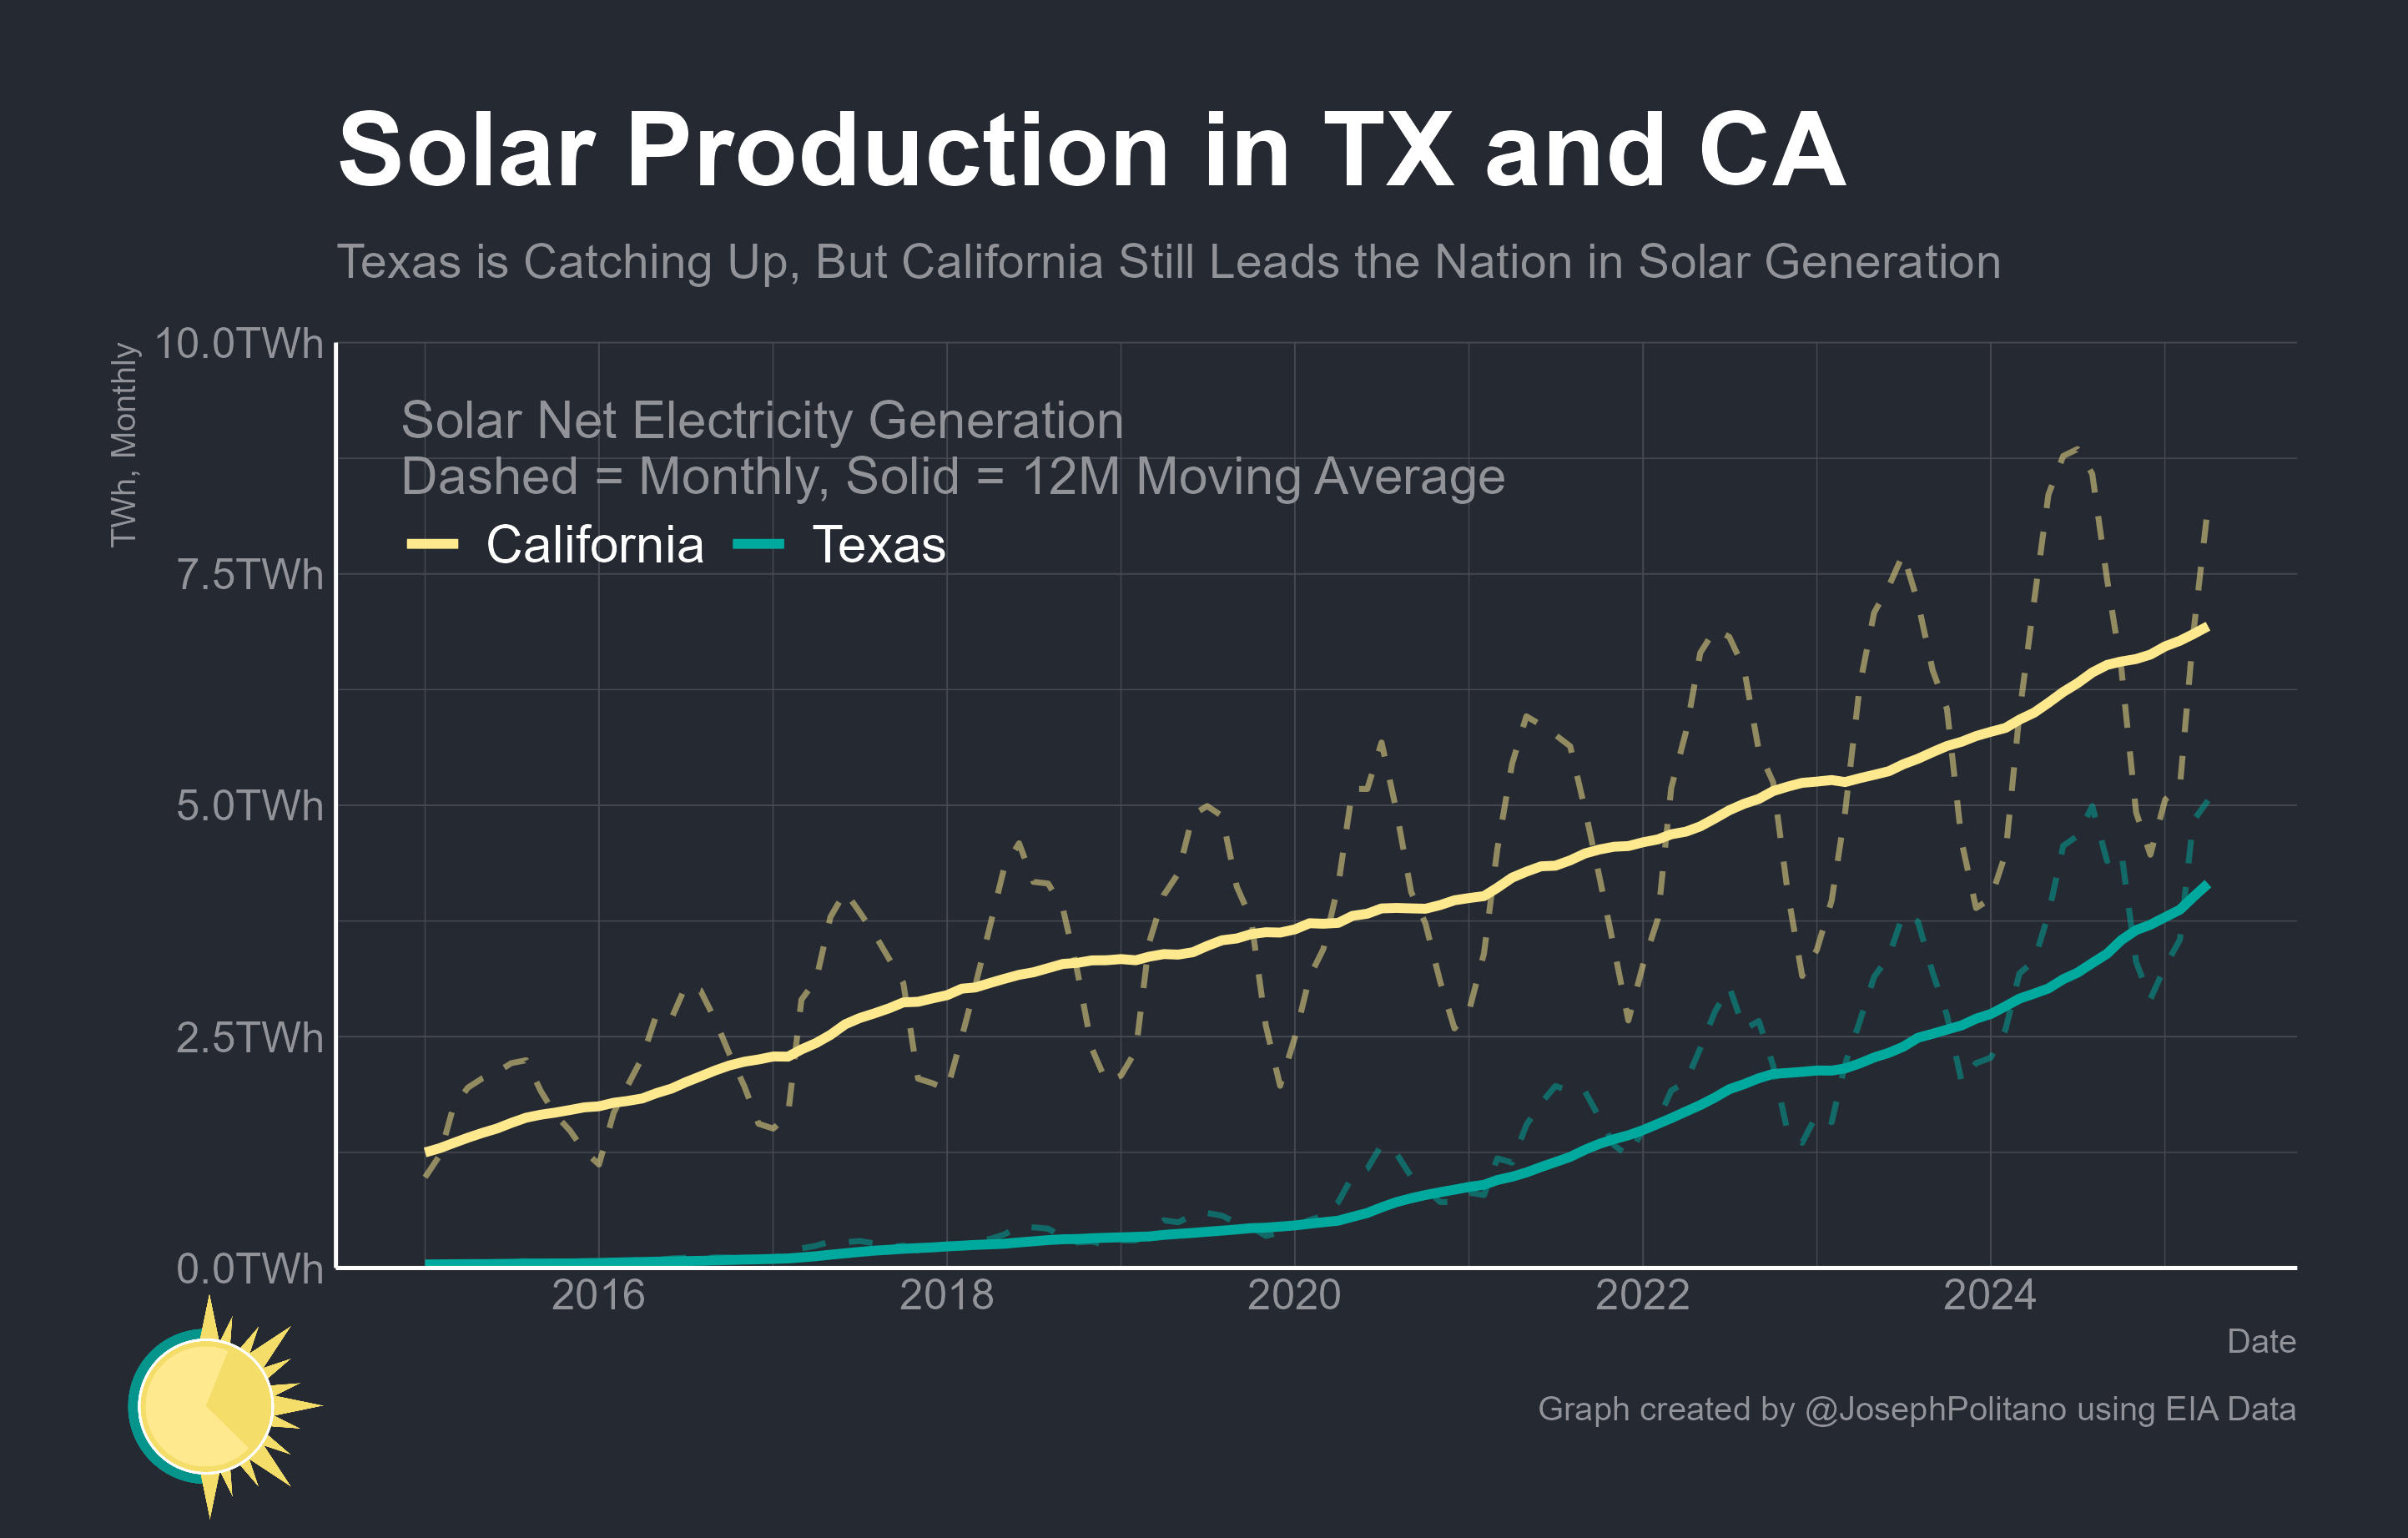 Solar Production in TX and CA
Texas is Catching Up, But California Still Leads the Nation in Solar Generation
TWh, Monthly
10.0TWh
7.5TWh
5.0TWh
2.5TWh
0.0TWh
Solar Net Electricity Generation
Dashed = Monthly, Solid = 12M Moving Average
California Texas
2016 2018 2020 2022 2024
Date
Graph created by @JosephPolitano using EIA Data